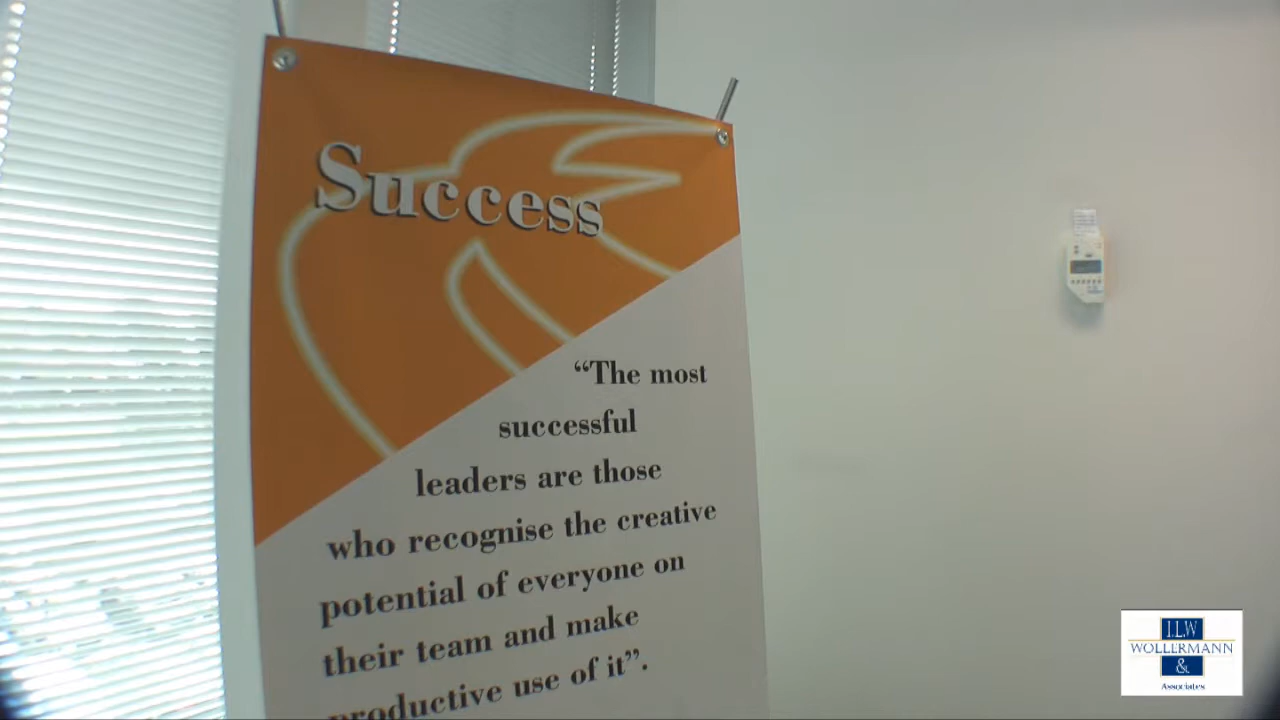 Success
“The most
successful
leaders are those
who recognise the creative
potential of everyone on
their team and make
productive use of it”.
I.L.W
WOLLERMANN
&
Associates